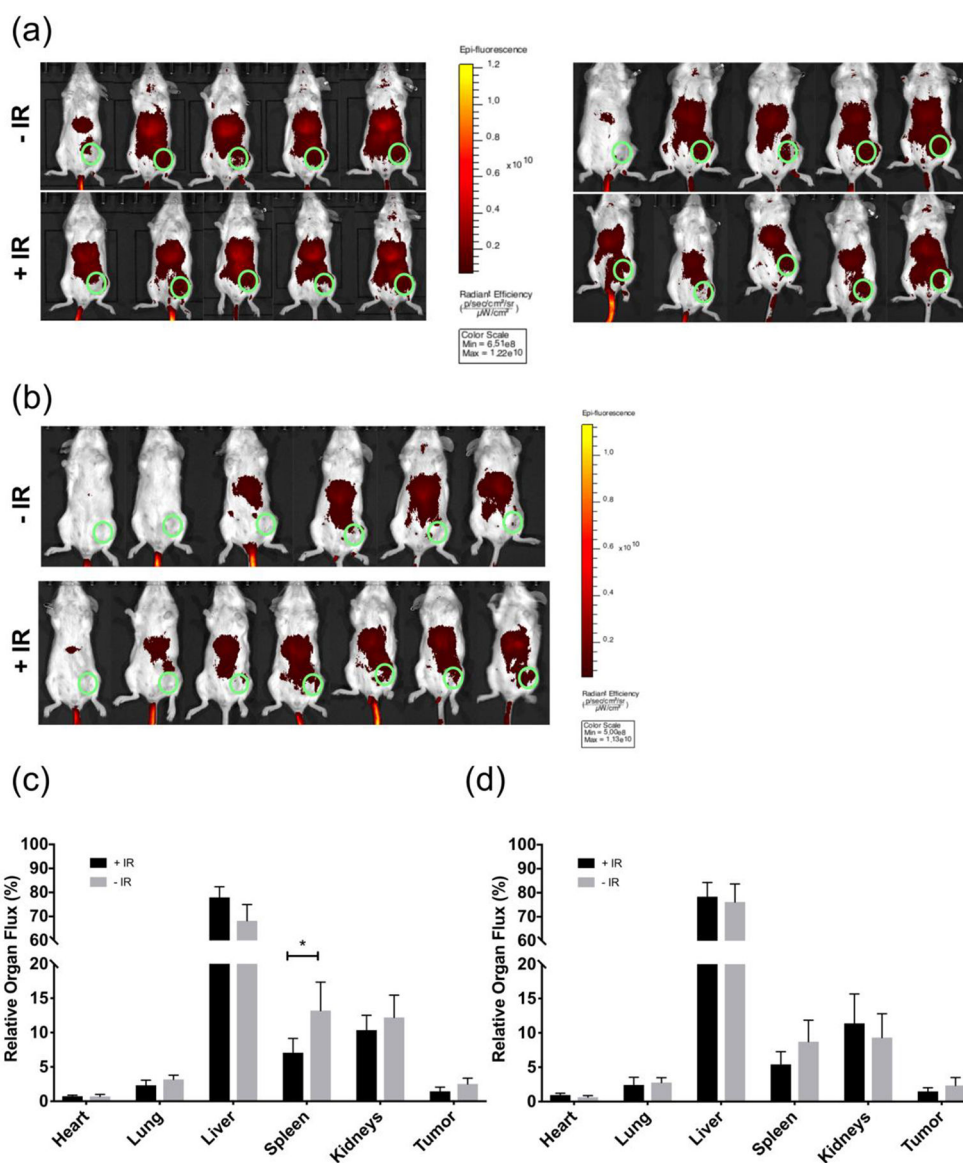 (a)
- IR
+ IR
Epi-fluorescence
1,2
1,0
0,8
x10 10
0,6
0,4
0,2
Radiant Efficiency
(p/sec/cm²/sr
μW/cm²)
Color Scale
Min = 6.51e8
Max = 1.22e10
(b)
- IR
+ IR
Epi-fluorescence
1,0
0,8
0.6 x10 10
0,4
0,2
Radiant Efficiency
(p/sec/cm²/sr
μW/cm²)
Color Scale
Min = 5.00e8
Max = 1.13e10
(c)
Relative Organ Flux (%)
100
90
80
70
60
20
15
10
5
0
+ IR
- IR
*
Heart
Lung
Liver
Spleen
Kidneys
Tumor
(d)
Relative Organ Flux (%)
100
90
80
70
60
20
15
10
5
0
+ IR
- IR
Heart
Lung
Liver
Spleen
Kidneys
Tumor